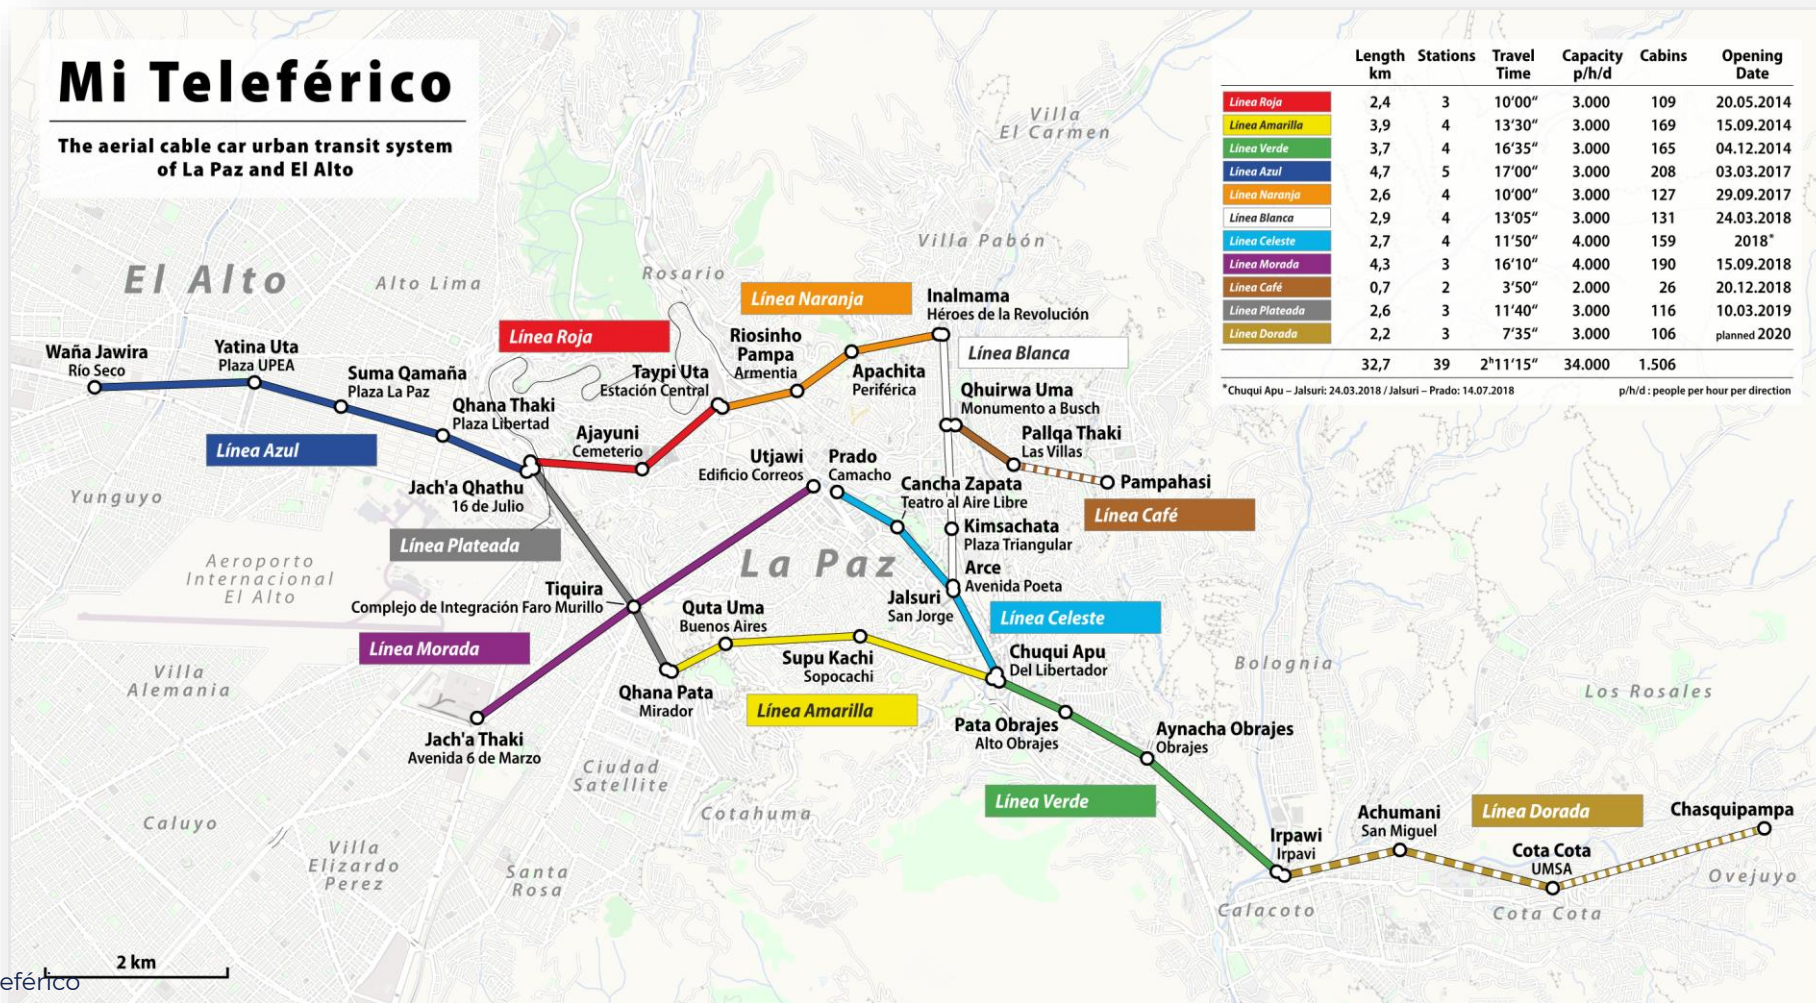 Mi Teleférico
The aerial cable car urban transit system
of La Paz and El Alto
Length
km
Stations
Travel
Time
Capacity
p/h/d
Cabins
Opening
Date
Línea Roja 2,4 3 10‘00“ 3.000 109 20.05.2014
Línea Amarilla 3,9 4 13‘30“ 3.000 169 15.09.2014
Línea Verde 3,7 4 16‘35“ 3.000 165 04.12.2014
Línea Azul 4,7 5 17‘00“ 3.000 208 03.03.2017
Línea Naranja 2,6 4 10‘00“ 3.000 127 29.09.2017
Línea Blanca 2,9 4 13‘05“ 3.000 131 24.03.2018
Línea Celeste 2,7 4 11‘50“ 4.000 159 2018*
Línea Morada 4,3 3 16‘10“ 4.000 190 15.09.2018
Línea Café 0,7 2 3‘50“ 2.000 26 20.12.2018
Línea Plateada 2,6 3 11‘40“ 3.000 116 10.03.2019
Línea Dorada 2,2 3 7‘35“ 3.000 106 planned 2020
32,7 39 2h11‘15“ 34.000 1.506
*Chuqui Apu – Jalsuri: 24.03.2018 / Jalsuri – Prado: 14.07.2018
p/h/d : people per hour per direction
Villa
El Carmen
Villa Pabón
Rosario
El Alto
Alto Lima
Línea Naranja
Inalmama
Héroes de la Revolución
Línea Roja
Riosinho
Pampa
Armentia
Línea Blanca
Waña Jawira
Río Seco
Yatina Uta
Plaza UPEA
Suma Qamaña
Plaza La Paz
Taypi Uta
Estación Central
Apachita
Periférica
Qhana Thaki
Plaza Libertad
Qhuirwa Uma
Monumento a Busch
Línea Azul
Ajayuni
Cementerio
Utjawi
Edificio Correos
Prado
Camacho
Pallqa Thaki
Las Villas
Pampahasi
Yunguyo
Jach'a Qhathu
16 de Julio
Cancha Zapata
Teatro al Aire Libre
Línea Café
Línea Plateada
Kimsachata
Plaza Triangular
Aeroporto
Internacional
El Alto
La Paz
Arce
Avenida Poeta
Tiquira
Complejo de Integración Faro Murillo
Quta Uma
Buenos Aires
Jalsuri
San Jorge
Línea Celeste
Línea Morada
Supu Kachi
Sopocachi
Chuqui Apu
Del Libertador
Bolognia
Villa
Alemania
Qhana Pata
Mirador
Línea Amarilla
Los Rosales
Jach'a Thaki
Avenida 6 de Marzo
Pata Obrajes
Alto Obrajes
Aynacha Obrajes
Obrajes
Ciudad
Satellite
Línea Verde
Cotahuma
Caluyo
Villa
Elizardo
Perez
Santa
Rosa
Irpawi
Irpavi
Achumani
San Miguel
Línea Dorada
Chasquipampa
Cota Cota
UMSA
Ovejuyo
Calacoto
Cota Cota
2 km
eférico